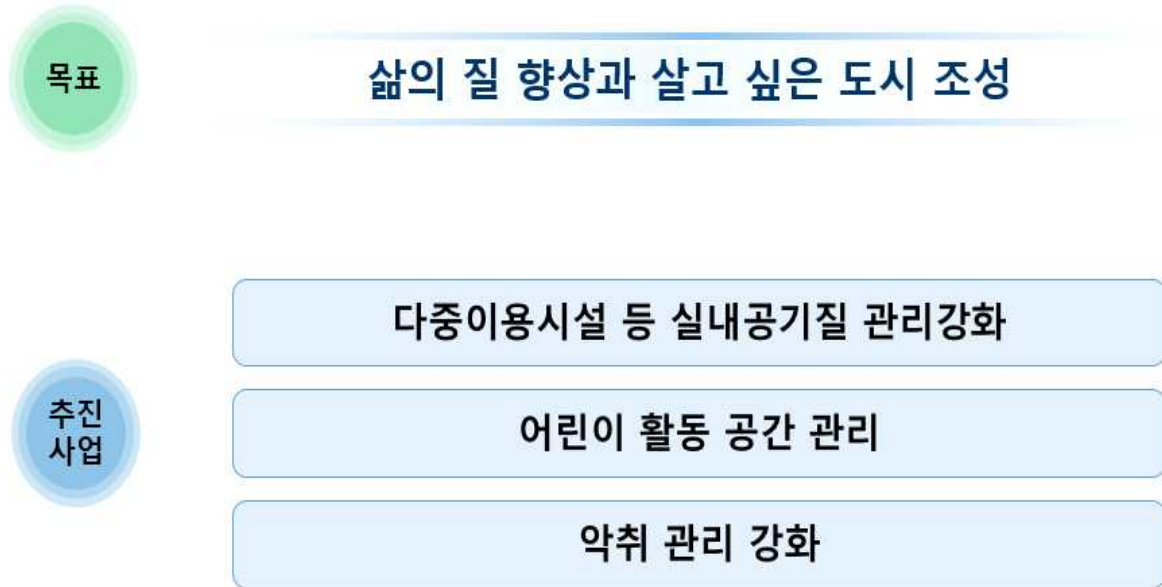 목표
삶의 질 향상과 살고 싶은 도시 조성
다중이용시설 등 실내공기질 관리강화
추진
사업
어린이 활동 공간 관리
악취 관리 강화